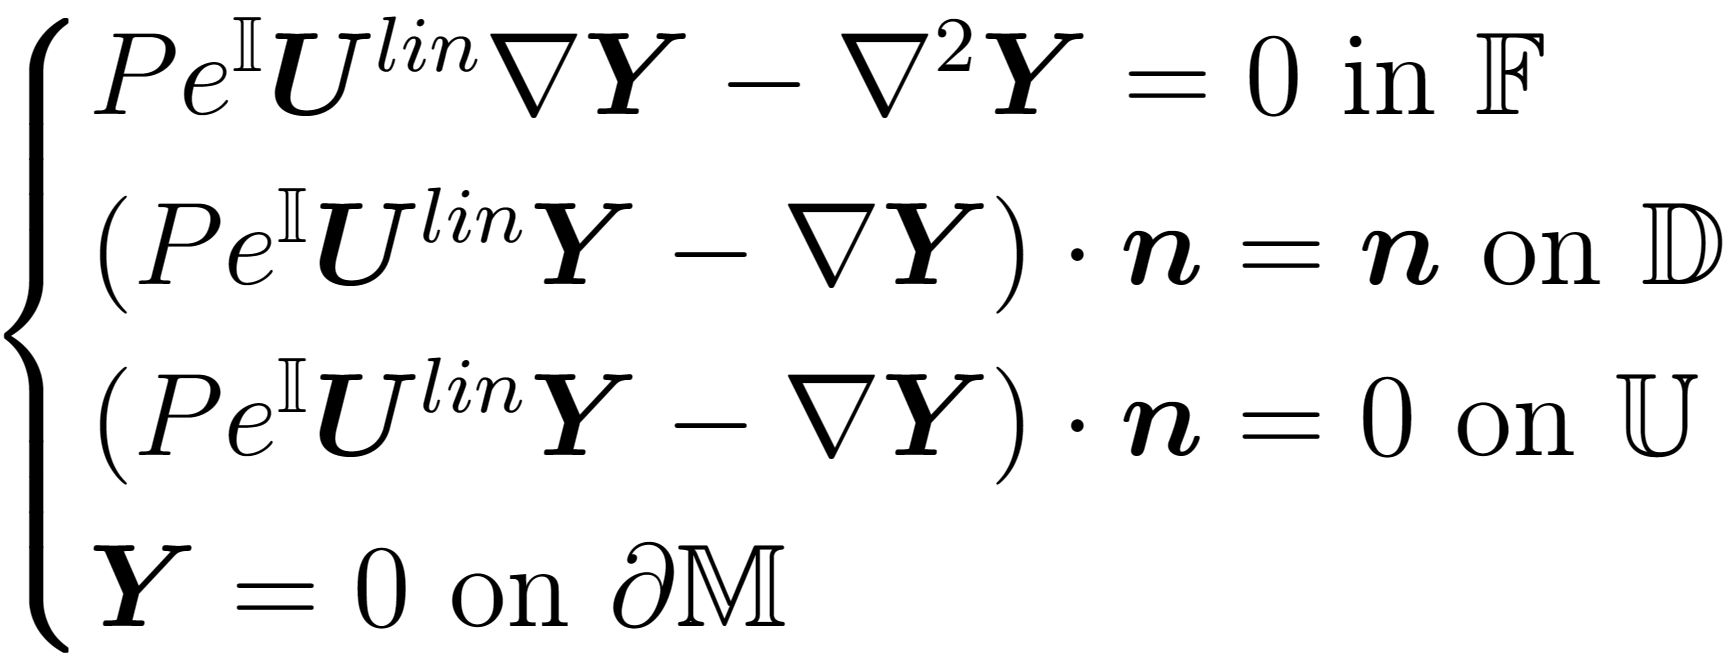 Pe^𝕀 𝑼^lin ∇𝒀 − ∇²𝒀 = 0 in 𝔽
(Pe^𝕀 𝑼^lin 𝒀 − ∇𝒀) · 𝒏 = 𝒏 on 𝔻
(Pe^𝕀 𝑼^lin 𝒀 − ∇𝒀) · 𝒏 = 0 on 𝕌
𝒀 = 0 on ∂𝕄